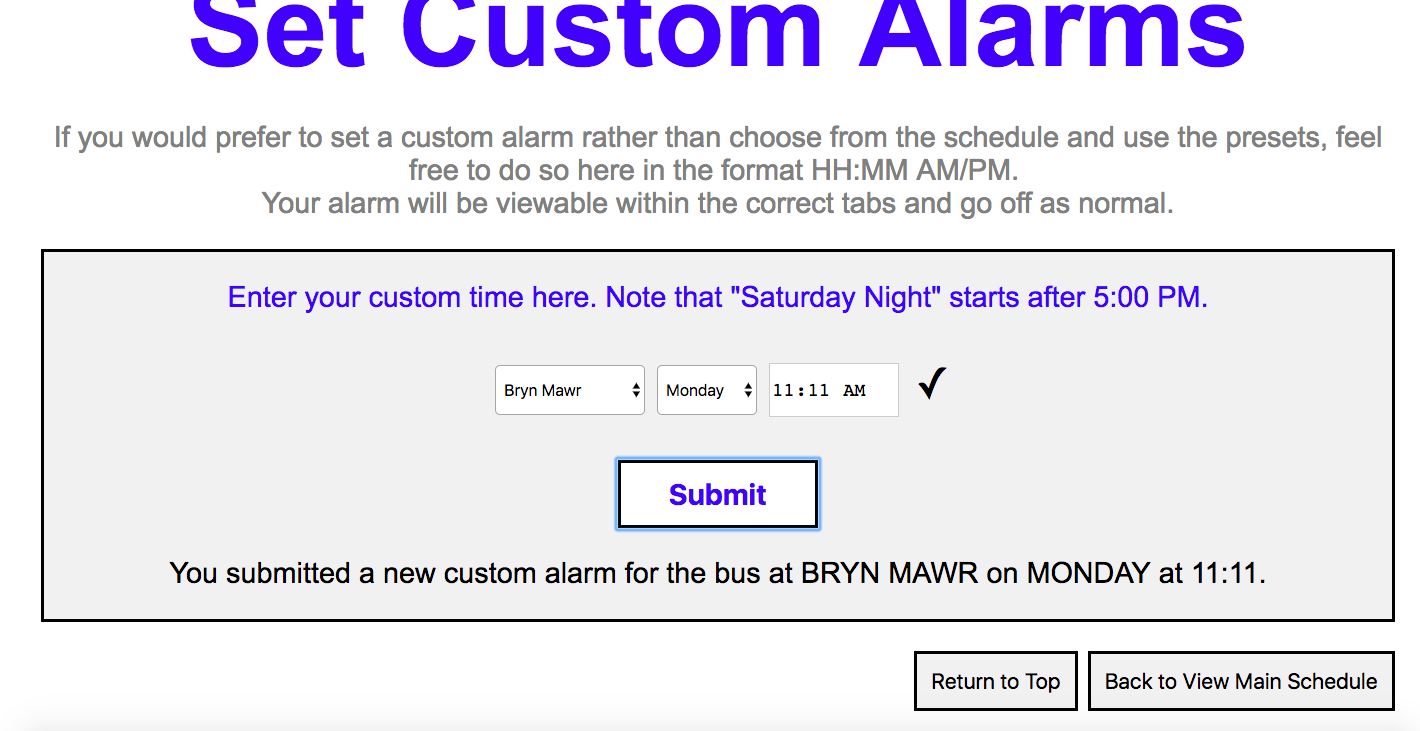 Set Custom Alarms
If you would prefer to set a custom alarm rather than choose from the schedule and use the presets, feel
free to do so here in the format HH:MM AM/PM.
Your alarm will be viewable within the correct tabs and go off as normal.
Enter your custom time here. Note that "Saturday Night" starts after 5:00 PM.
Bryn Mawr Monday 11:11 AM ✓
Submit
You submitted a new custom alarm for the bus at BRYN MAWR on MONDAY at 11:11.
Return to Top Back to View Main Schedule